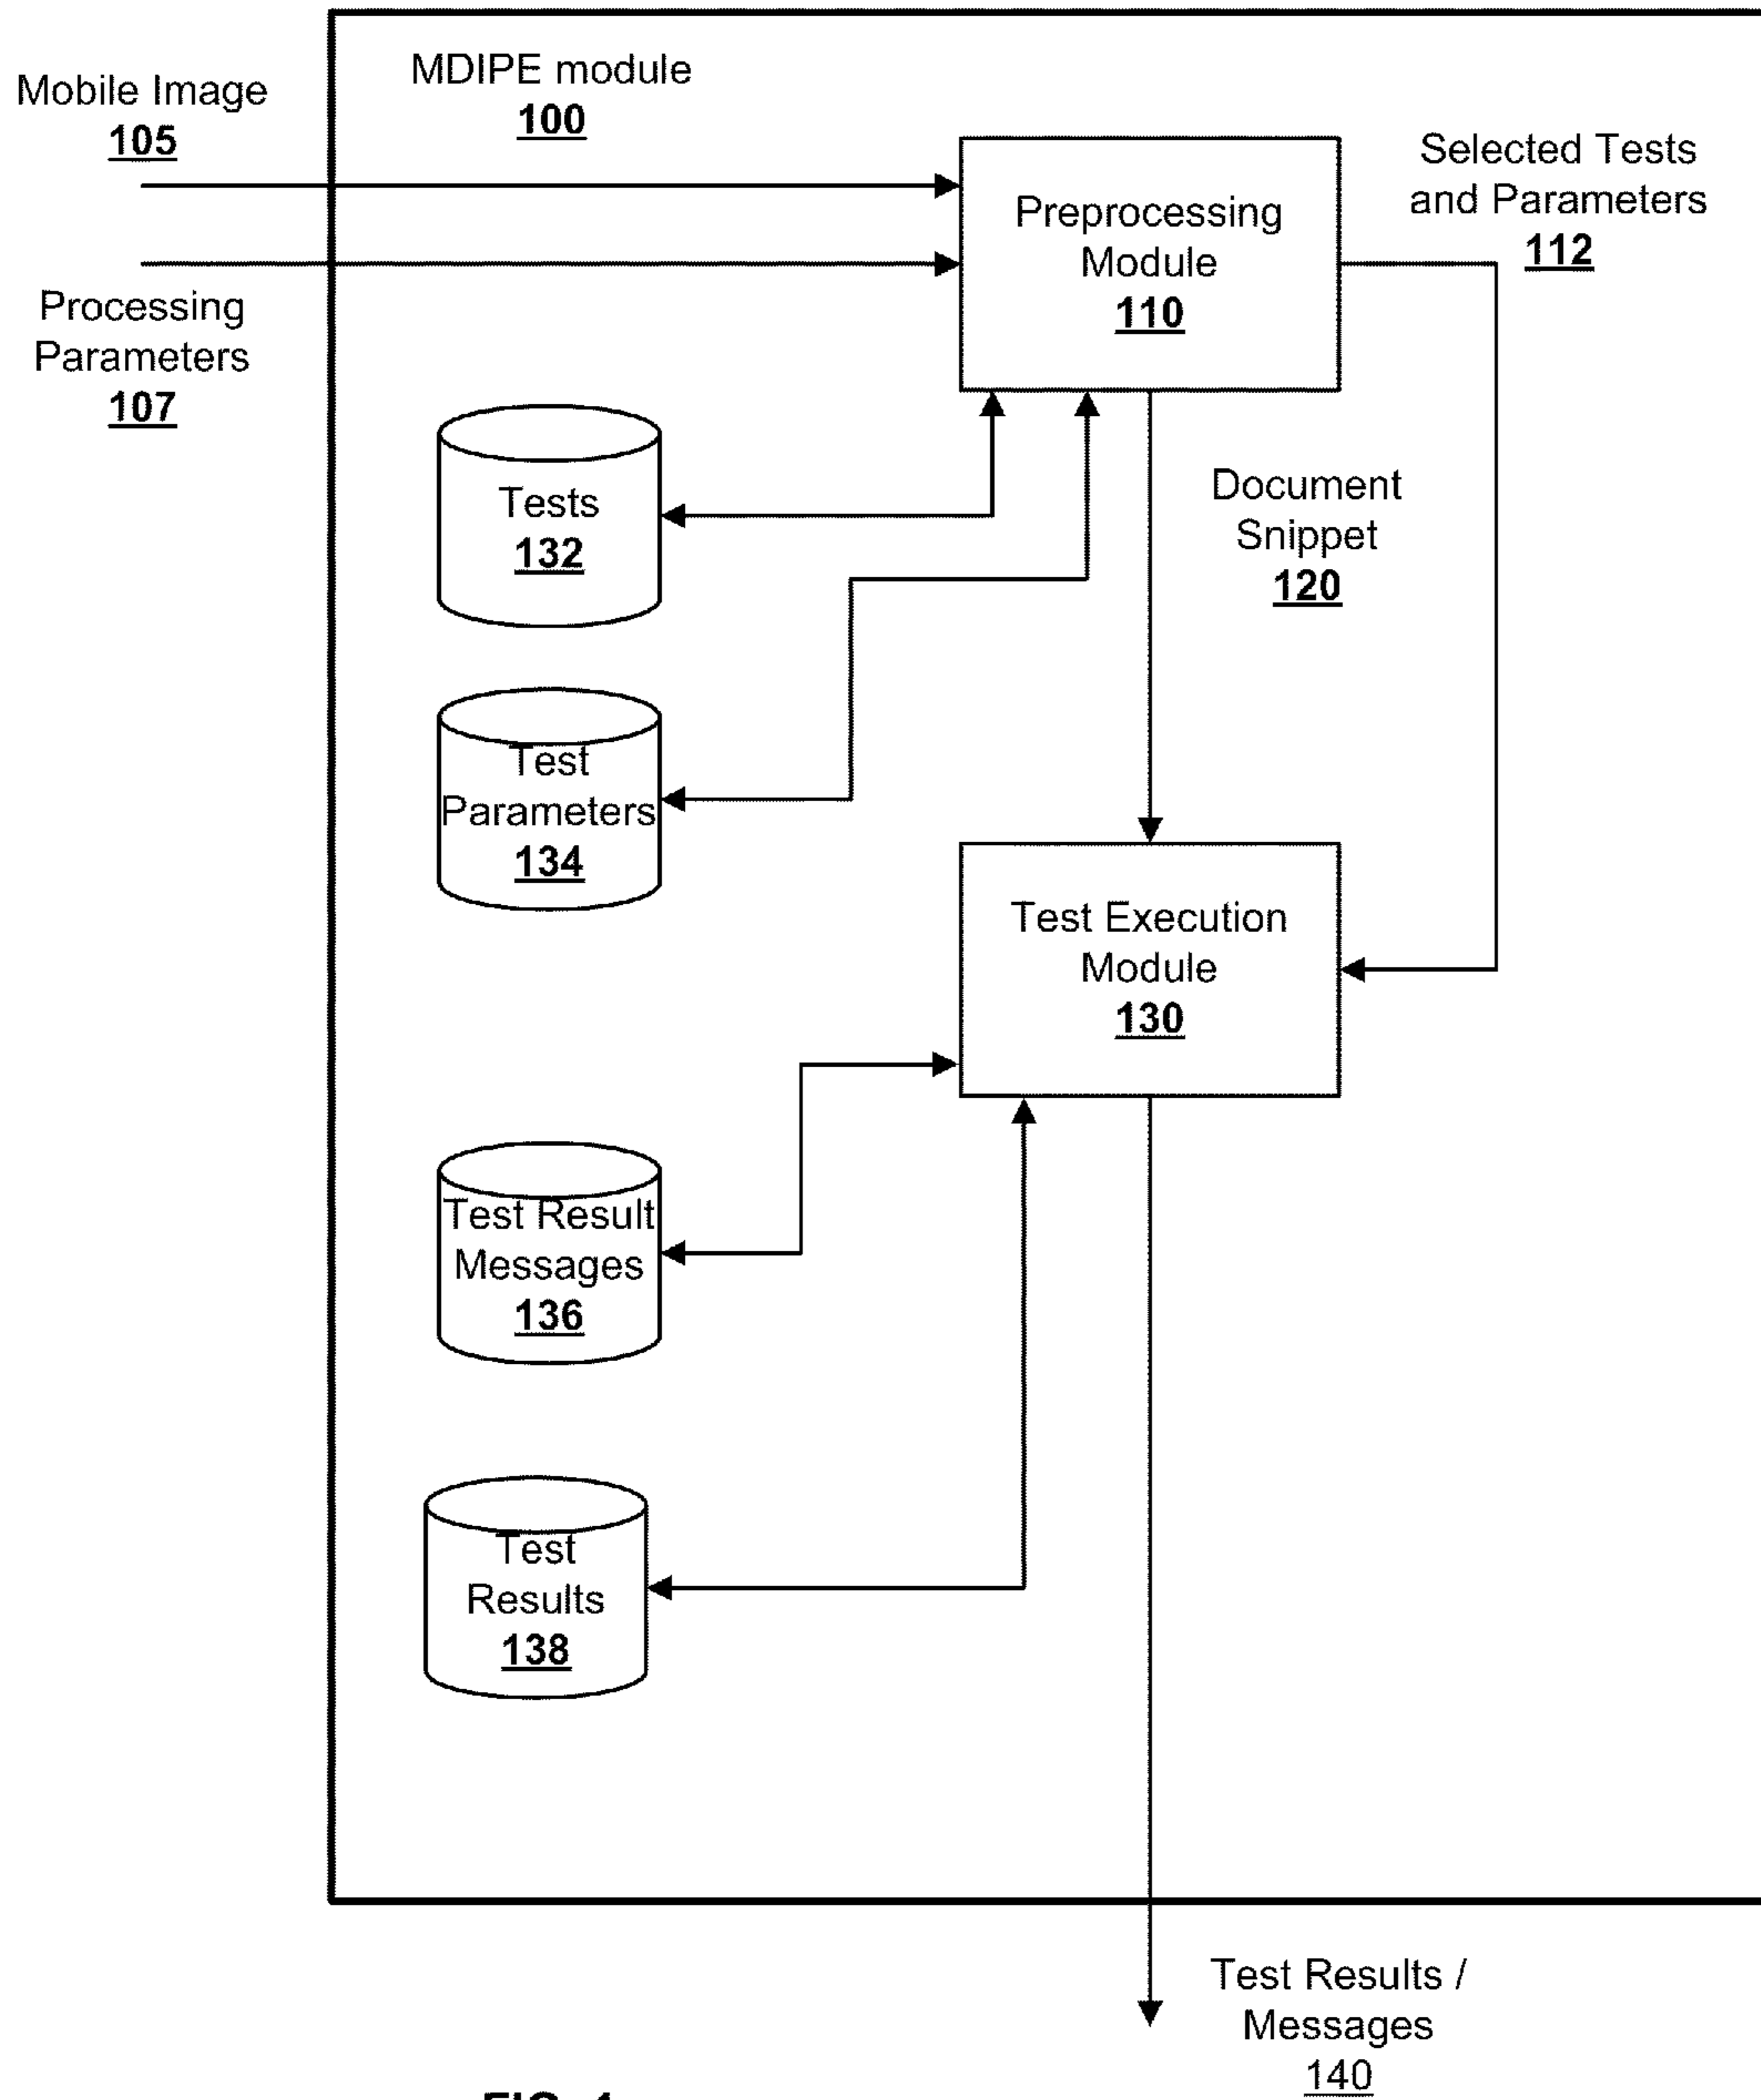 Mobile Image
105
MDIPE module
100
Preprocessing
Module
110
Selected Tests
and Parameters
112
Processing
Parameters
107
Tests
132
Document
Snippet
120
Test
Parameters
134
Test Execution
Module
130
Test Result
Messages
136
Test
Results
138
Test Results /
Messages
140
FIG. 1